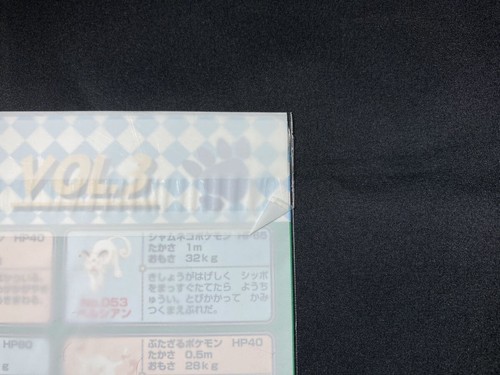 VOL.3
HP40
シャムネコポケモン HP60
たかさ 1m
おもさ 32kg
きしょうがはげしく シッポ
をまっすぐたてたら ようち
ゅうい。とびかかって かみ
つくまえぶれだ。
No.053
ペルシアン
HP80
ぶたざるポケモン HP40
たかさ 0.5m
おもさ 28kg